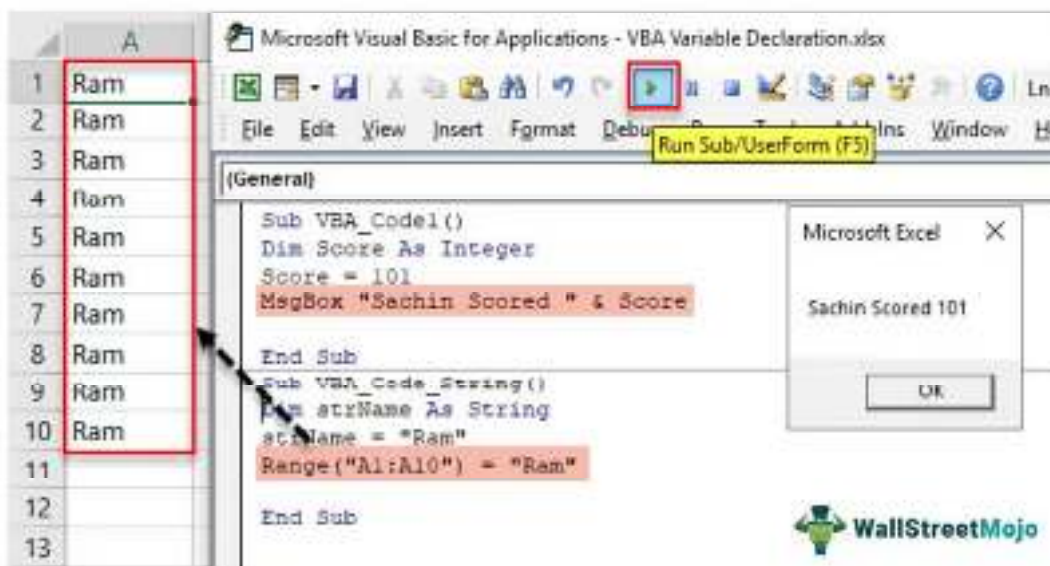 A
1 Ram
2 Ram
3 Ram
4 Ram
5 Ram
6 Ram
7 Ram
8 Ram
9 Ram
10 Ram
11
12
13
Microsoft Visual Basic for Applications - VBA Variable Declaration.xlsx
Ln
File Edit View Insert Format Debu Ins Window H
Run Sub/UserForm (F5)
(General)
Sub VBA_Code1()
Dim Score As Integer
Score = 101
MsgBox "Sachin Scored " & Score
End Sub
Sub VBA_Code_String()
Dim strName As String
strName = "Ram"
Range("A1:A10") = "Ram"
End Sub
Microsoft Excel
Sachin Scored 101
OK
WallStreetMojo